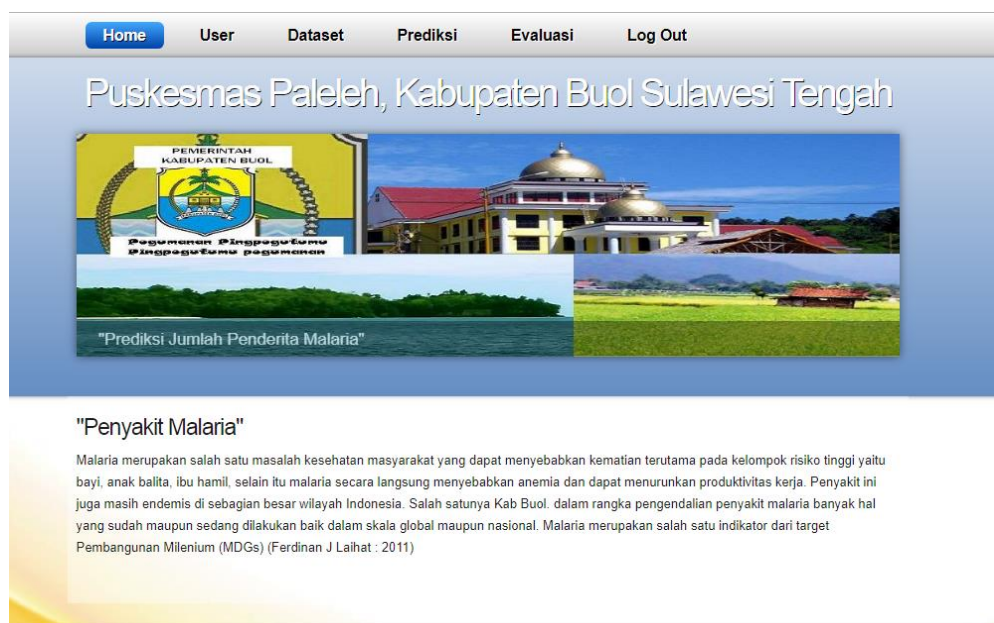 Home User Dataset Prediksi Evaluasi Log Out
Puskesmas Paleleh, Kabupaten Buol Sulawesi Tengah
PEMERINTAH
KABUPATEN BUOL
KABUPATEN BUOL
Pogumanan Pingpogutumo
Pingpogutumo pogumanan
"Prediksi Jumlah Penderita Malaria"
"Penyakit Malaria"
Malaria merupakan salah satu masalah kesehatan masyarakat yang dapat menyebabkan kematian terutama pada kelompok risiko tinggi yaitu
bayi, anak balita, ibu hamil, selain itu malaria secara langsung menyebabkan anemia dan dapat menurunkan produktivitas kerja. Penyakit ini
juga masih endemis di sebagian besar wilayah Indonesia. Salah satunya Kab Buol. dalam rangka pengendalian penyakit malaria banyak hal
yang sudah maupun sedang dilakukan baik dalam skala global maupun nasional. Malaria merupakan salah satu indikator dari target
Pembangunan Milenium (MDGs) (Ferdinan J Laihat : 2011)